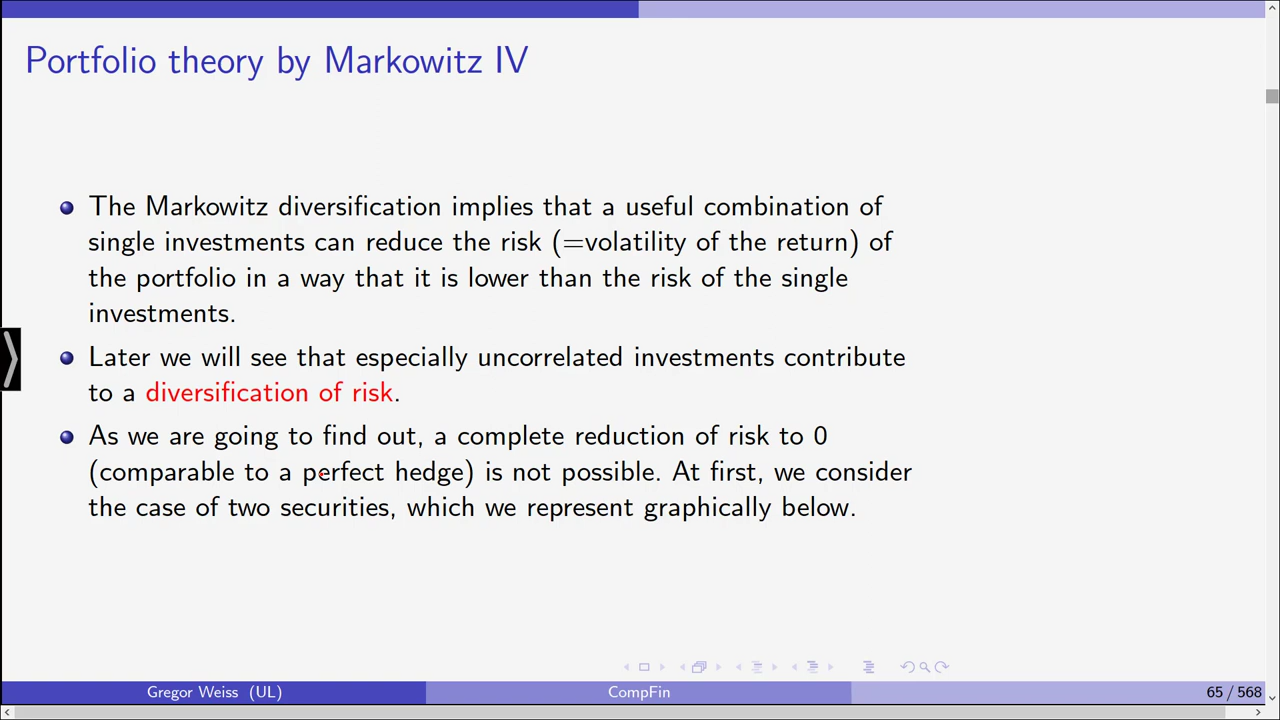 Portfolio theory by Markowitz IV
The Markowitz diversification implies that a useful combination of
single investments can reduce the risk (=volatility of the return) of
the portfolio in a way that it is lower than the risk of the single
investments.
Later we will see that especially uncorrelated investments contribute
to a diversification of risk.
As we are going to find out, a complete reduction of risk to 0
(comparable to a perfect hedge) is not possible. At first, we consider
the case of two securities, which we represent graphically below.
Gregor Weiss (UL) CompFin 65 / 568